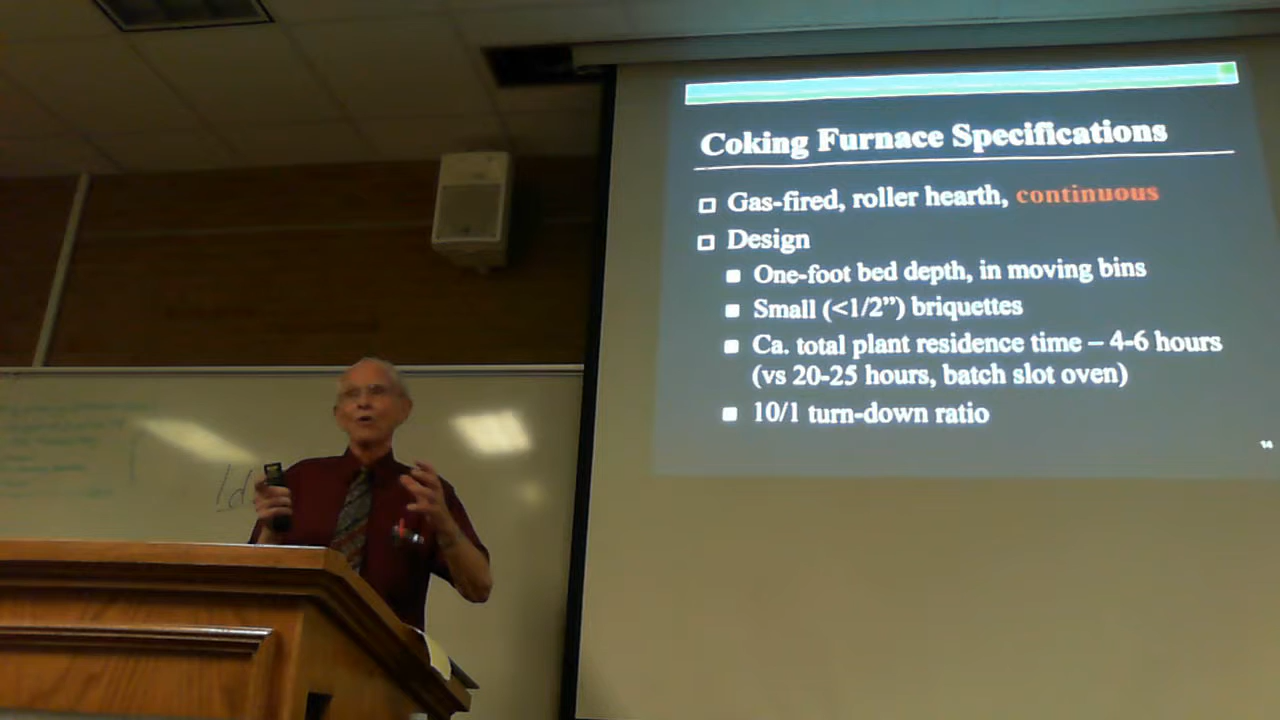 Coking Furnace Specifications
Gas-fired, roller hearth, continuous
Design
One-foot bed depth, in moving bins
Small (<1/2”) briquettes
Ca. total plant residence time – 4-6 hours
(vs 20-25 hours, batch slot oven)
10/1 turn-down ratio
14